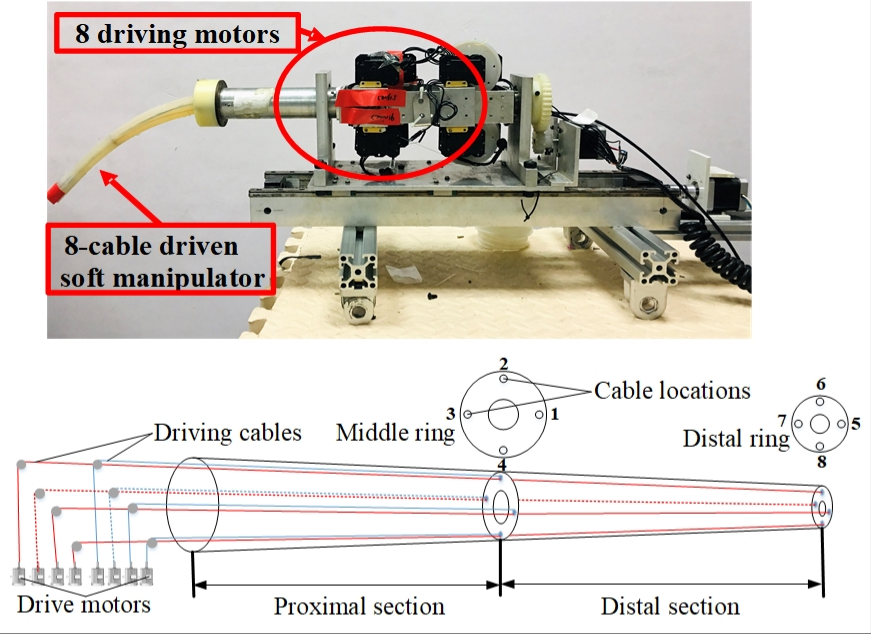 8 driving motors
8-cable driven
soft manipulator
2
3
1
4
Cable locations
6
7
5
8
Driving cables
Middle ring
Distal ring
Drive motors
Proximal section
Distal section